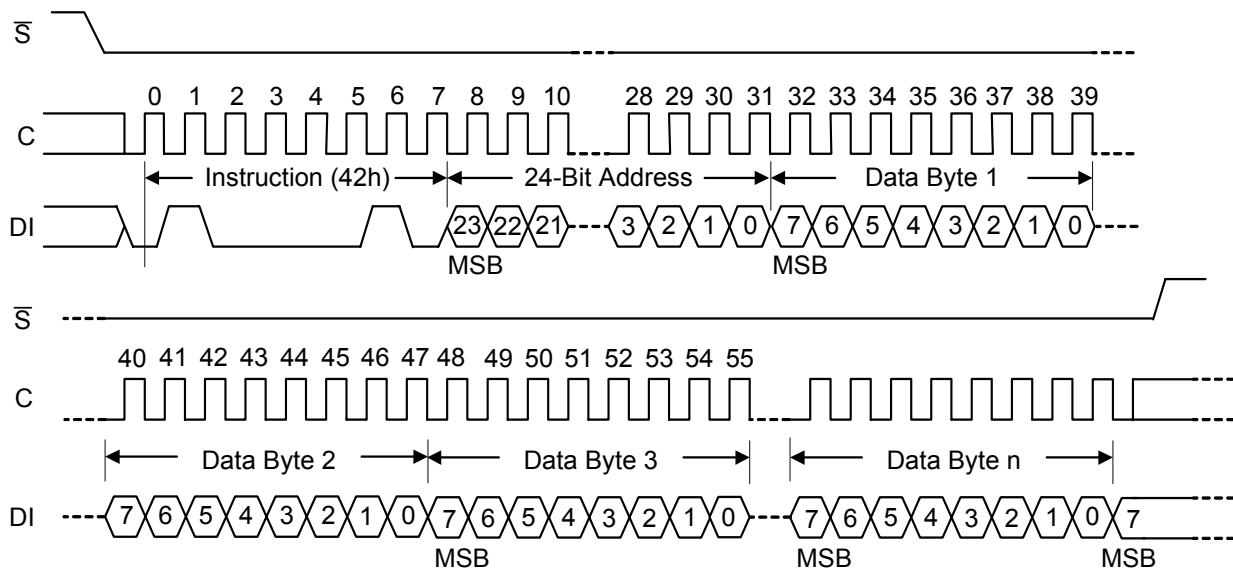 S̅
0 1 2 3 4 5 6 7 8 9 10 28 29 30 31 32 33 34 35 36 37 38 39
C
Instruction (42h) 24-Bit Address Data Byte 1
DI 23 22 21 3 2 1 0 7 6 5 4 3 2 1 0
MSB MSB
S̅
40 41 42 43 44 45 46 47 48 49 50 51 52 53 54 55
C
Data Byte 2 Data Byte 3 Data Byte n
DI 7 6 5 4 3 2 1 0 7 6 5 4 3 2 1 0 7 6 5 4 3 2 1 0 7
MSB MSB MSB